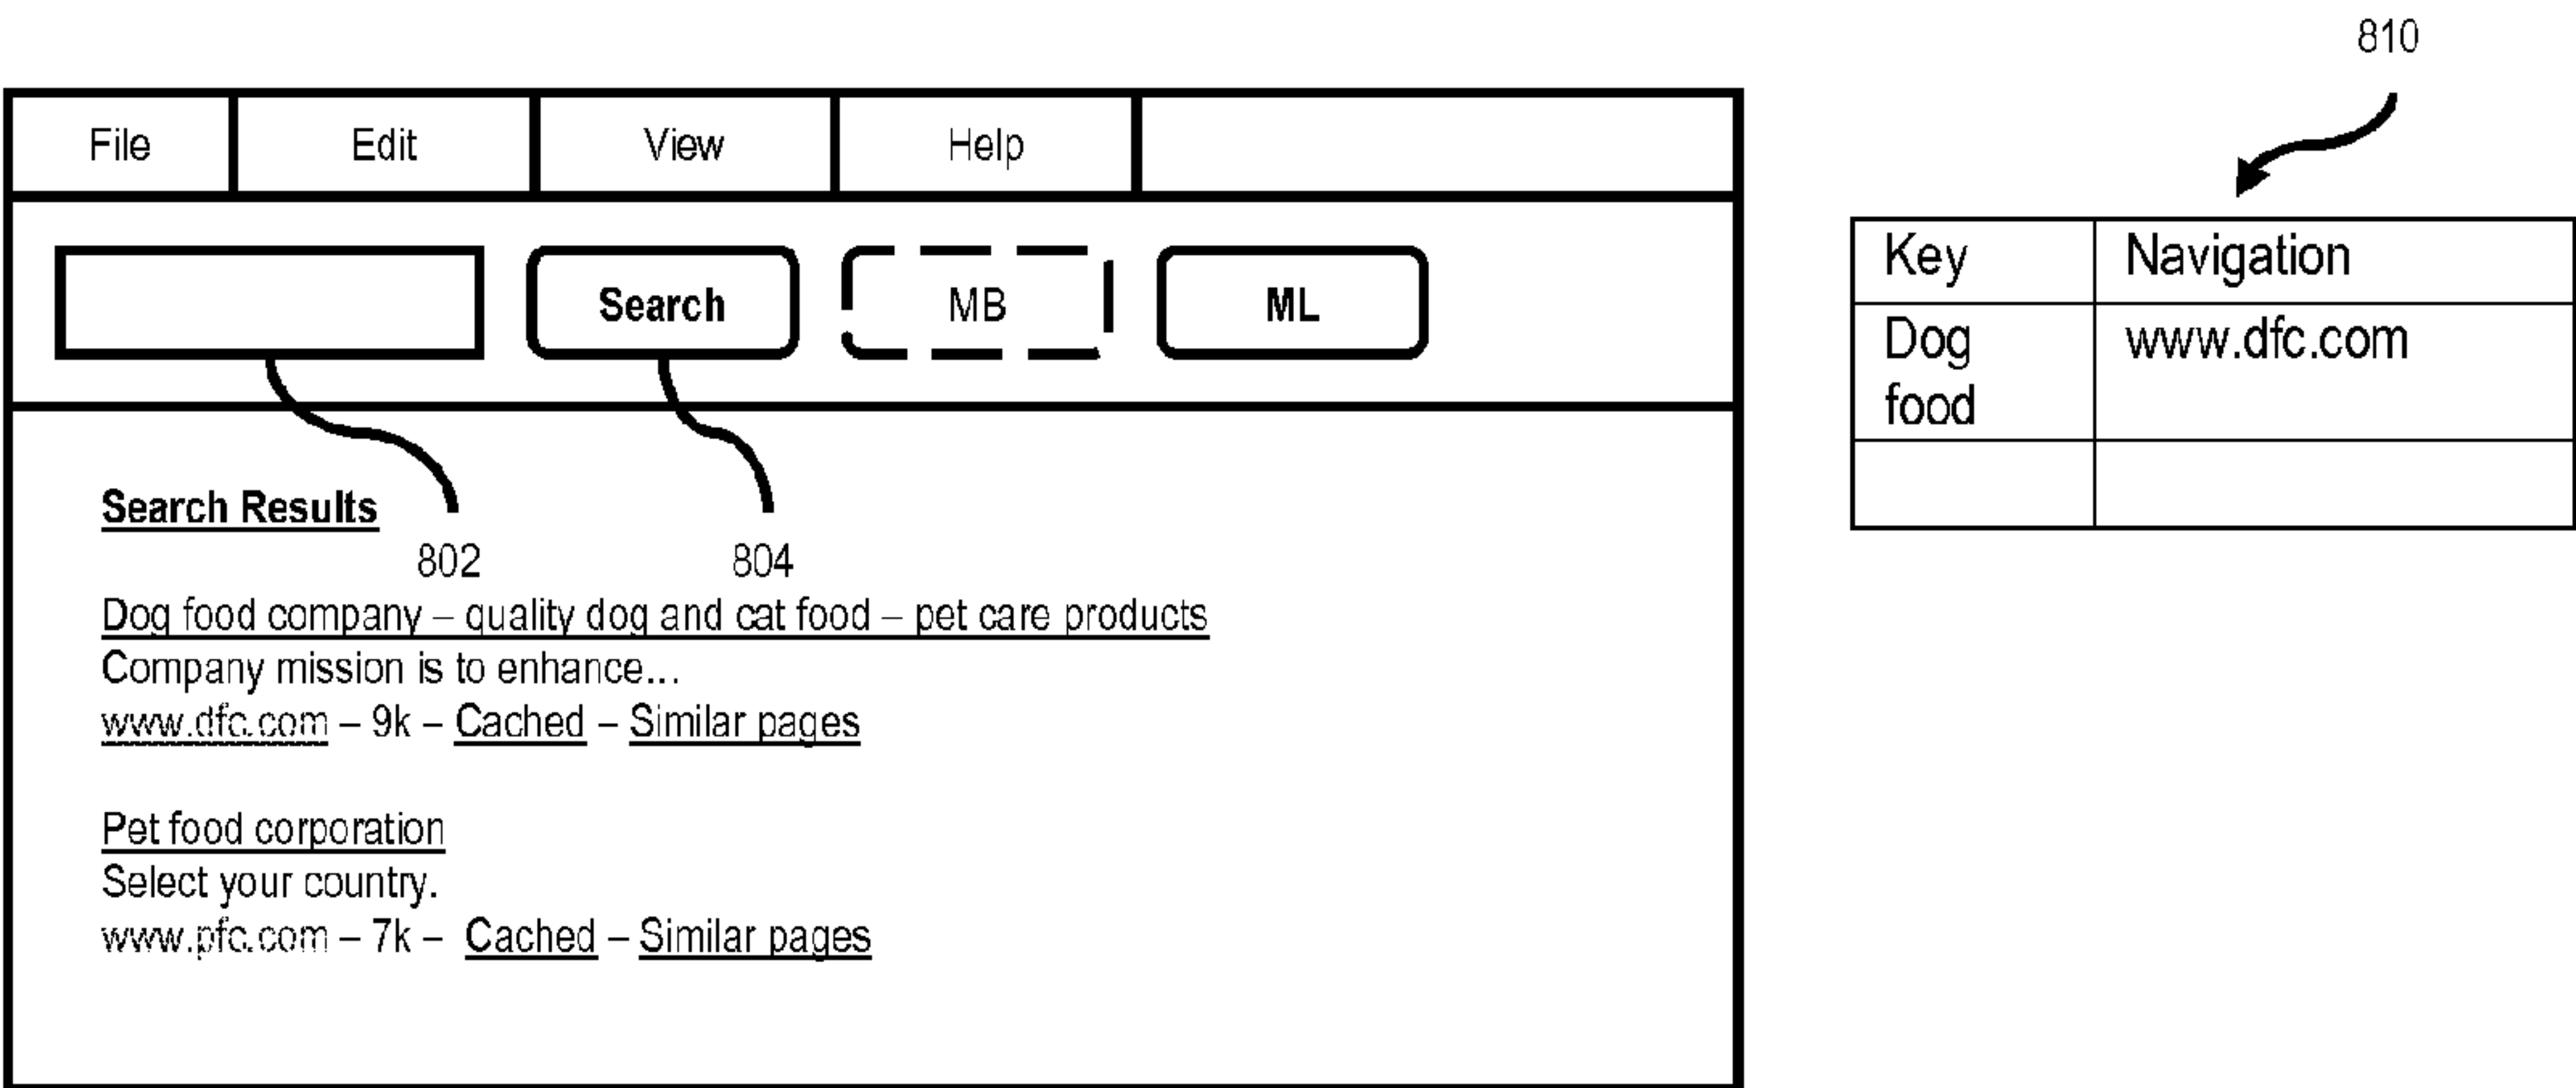 810
File Edit View Help
Search MB ML
Key Navigation
Dog www.dfc.com
food
Search Results
802 804
Dog food company – quality dog and cat food – pet care products
Company mission is to enhance...
www.dfc.com – 9k – Cached – Similar pages
Pet food corporation
Select your country.
www.pfc.com – 7k – Cached – Similar pages